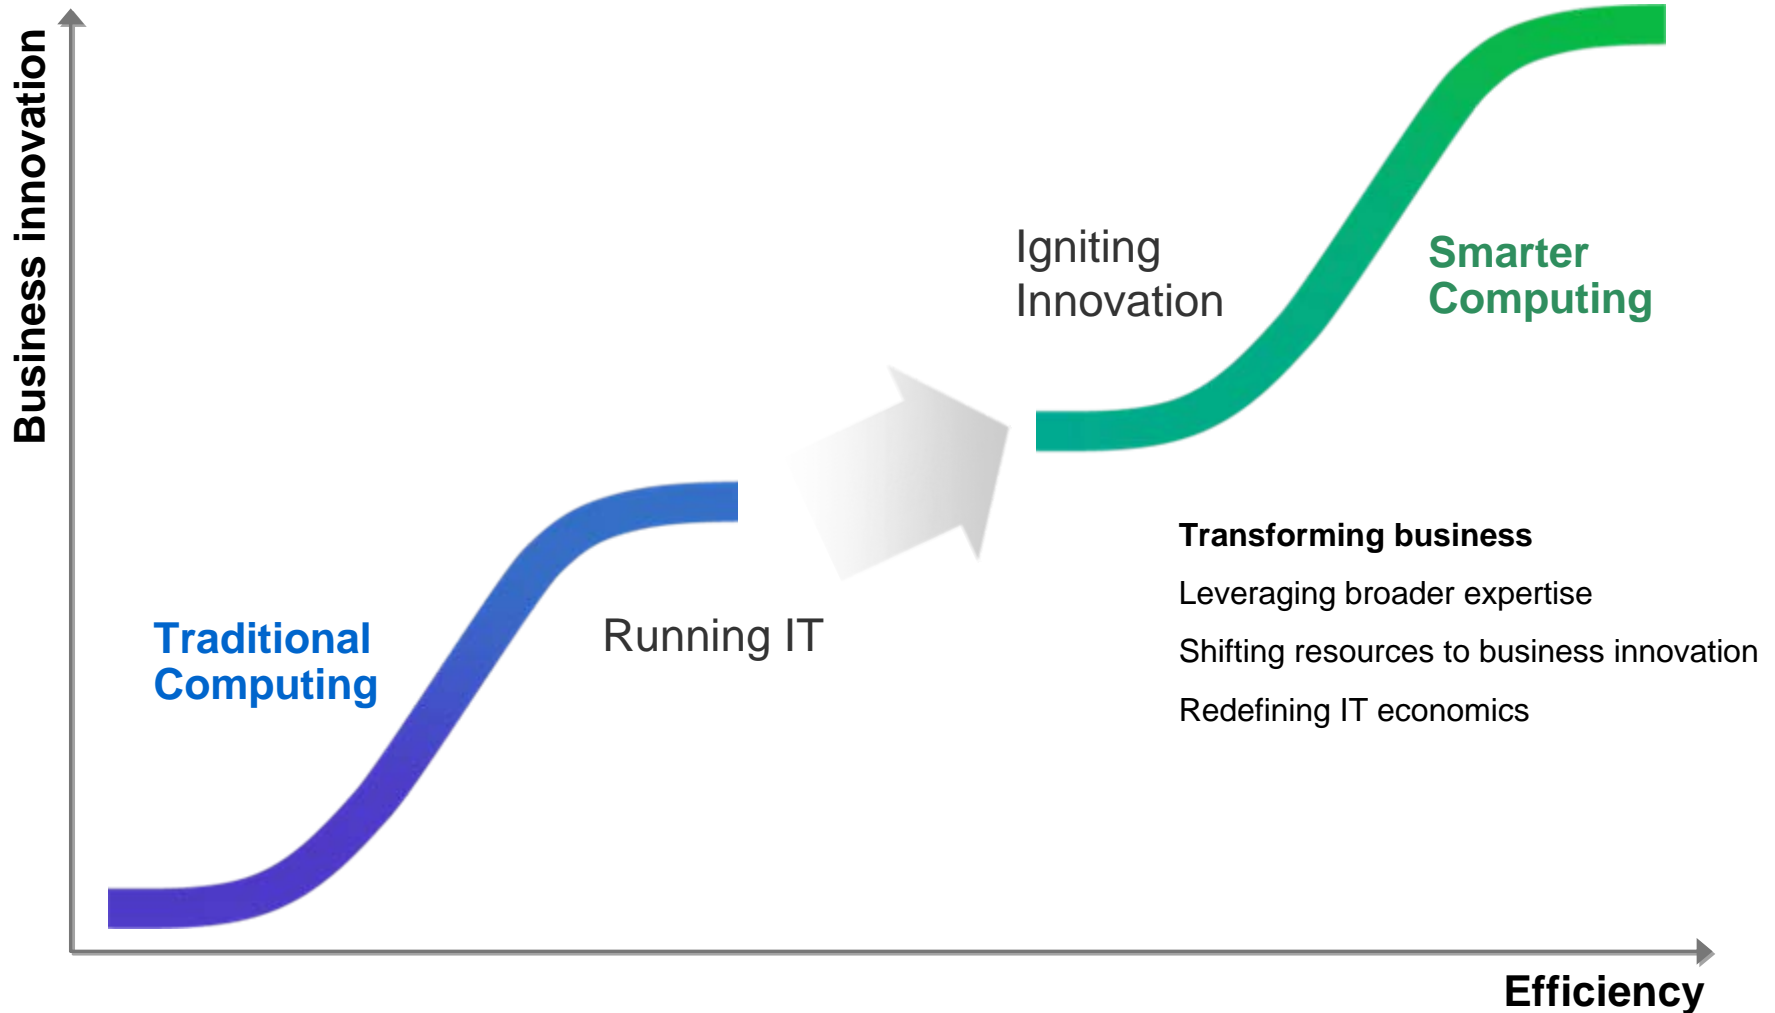 Business innovation
Igniting
Innovation
Smarter
Computing
Traditional
Computing
Running IT
Transforming business
Leveraging broader expertise
Shifting resources to business innovation
Redefining IT economics
Efficiency